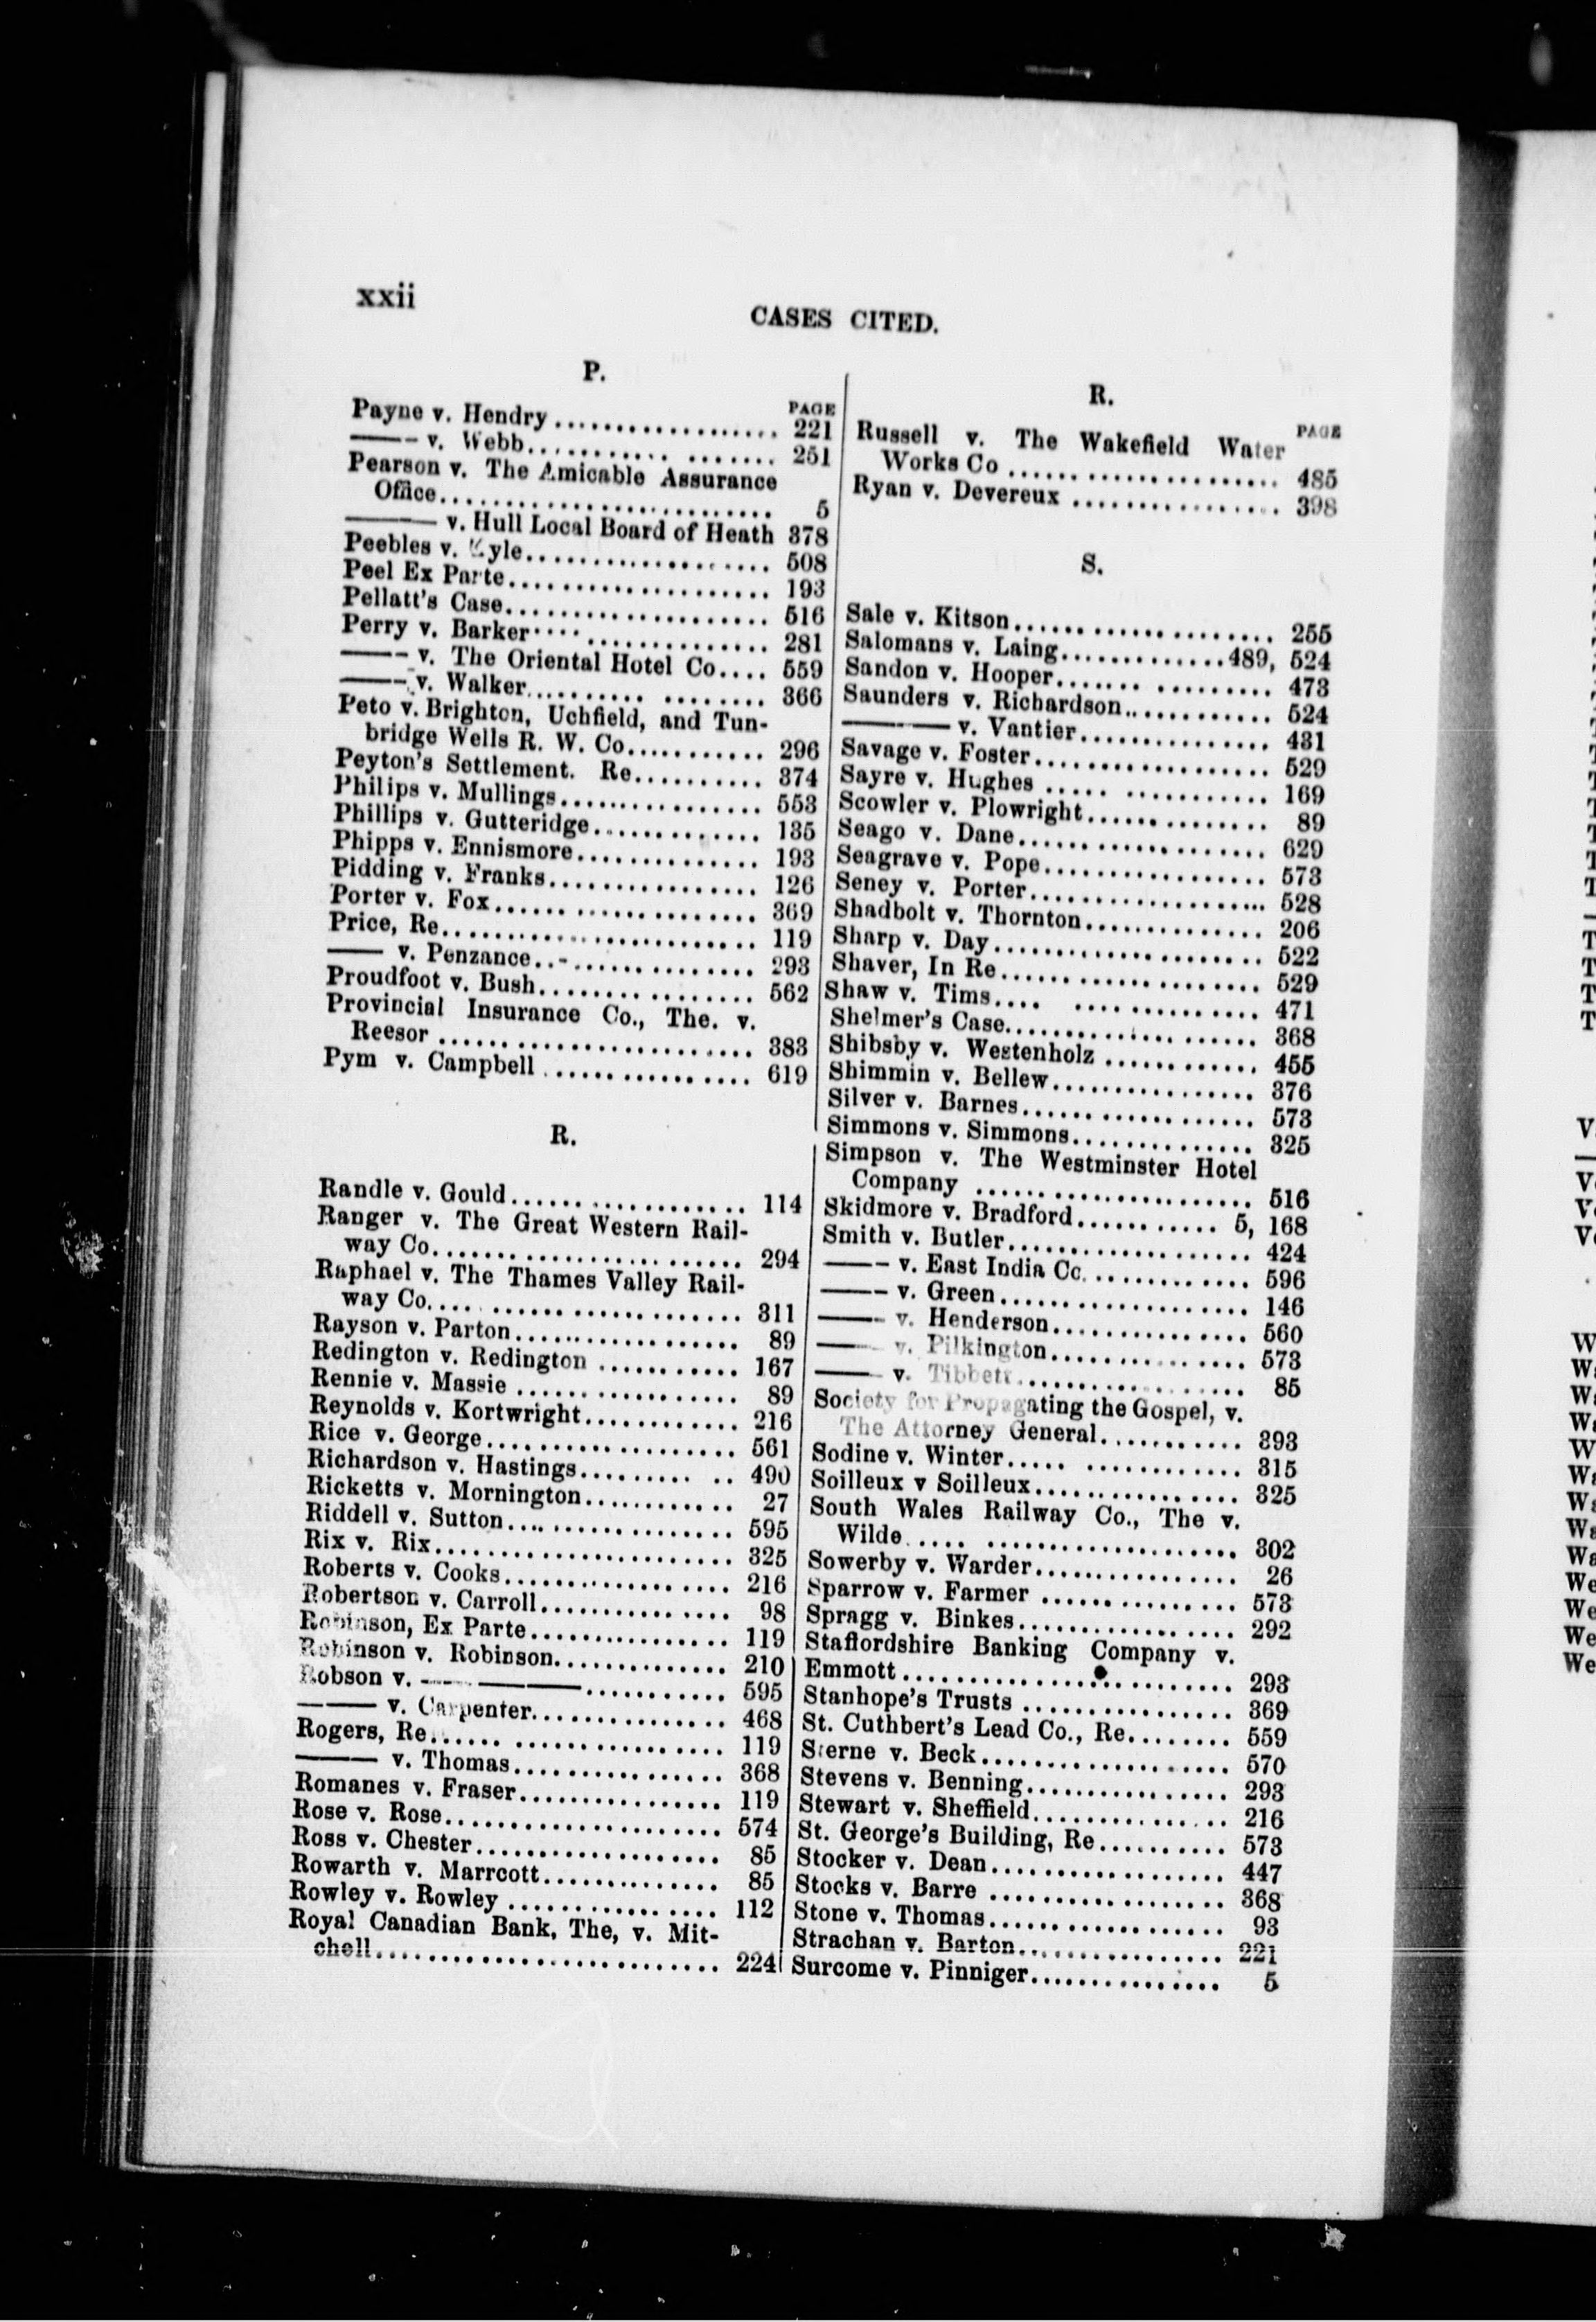 xxii
CASES CITED.
P.
PAGE
Payne v. Hendry .................. 221
—— v. Webb.................. 251
Pearson v. The Amicable Assurance
Office.......................... 5
——— v. Hull Local Board of Heath 378
Peebles v. Kyle................... 508
Peel Ex Parte.................... 193
Pellatt's Case.................... 516
Perry v. Barker.................. 281
—— v. The Oriental Hotel Co.... 559
—— v. Walker.................. 366
Peto v. Brighton, Uchfield, and Tun-
bridge Wells R. W. Co........... 296
Peyton's Settlement. Re.......... 374
Philips v. Mullings................ 553
Phillips v. Gutteridge............. 135
Phipps v. Ennismore.............. 193
Pidding v. Franks................ 126
Porter v. Fox.................... 369
Price, Re........................ 119
—— v. Penzance................ 293
Proudfoot v. Bush................ 562
Provincial Insurance Co., The. v.
Reesor ........................ 383
Pym v. Campbell ................ 619
R.
Randle v. Gould.................. 114
Ranger v. The Great Western Rail-
way Co........................ 294
Raphael v. The Thames Valley Rail-
way Co........................ 311
Rayson v. Parton................. 89
Redington v. Redington ........... 167
Rennie v. Massie ................. 89
Reynolds v. Kortwright............ 216
Rice v. George................... 561
Richardson v. Hastings........... 490
Ricketts v. Mornington............ 27
Riddell v. Sutton................. 595
Rix v. Rix....................... 325
Roberts v. Cooks................. 216
Robertson v. Carroll............... 98
Robinson, Ex Parte............... 119
Robinson v. Robinson............. 210
Robson v. ——— ........... 595
——— v. Carpenter............... 468
Rogers, Re...................... 119
——— v. Thomas................ 368
Romanes v. Fraser................ 119
Rose v. Rose..................... 574
Ross v. Chester................... 85
Rowarth v. Marrcott.............. 85
Rowley v. Rowley ................ 112
Royal Canadian Bank, The, v. Mit-
chell........................... 224
R.
PAGE
Russell v. The Wakefield Water
Works Co ..................... 485
Ryan v. Devereux ................ 398
S.
Sale v. Kitson.................... 255
Salomans v. Laing.............489, 524
Sandon v. Hooper................ 473
Saunders v. Richardson............ 524
——— v. Vantier............... 431
Savage v. Foster.................. 529
Sayre v. Hughes ................. 169
Scowler v. Plowright.............. 89
Seago v. Dane.................... 629
Seagrave v. Pope.................. 573
Seney v. Porter................... 528
Shadbolt v. Thornton.............. 206
Sharp v. Day..................... 522
Shaver, In Re.................... 529
Shaw v. Tims.................... 471
Shelmer's Case................... 368
Shibsby v. Westenholz ............ 455
Shimmin v. Bellew................ 376
Silver v. Barnes.................. 573
Simmons v. Simmons.............. 325
Simpson v. The Westminster Hotel
Company ...................... 516
Skidmore v. Bradford........... 5, 168
Smith v. Butler................... 424
—— v. East India Co............. 596
—— v. Green................... 146
—— v. Henderson............... 560
—— v. Pilkington............... 573
—— v. Tibbett.................. 85
Society for Propagating the Gospel, v.
The Attorney General........... 393
Sodine v. Winter................. 315
Soilleux v Soilleux................ 325
South Wales Railway Co., The v.
Wilde......................... 302
Sowerby v. Warder................ 26
Sparrow v. Farmer ............... 573
Spragg v. Binkes................. 292
Staffordshire Banking Company v.
Emmott......................... 293
Stanhope's Trusts ................ 369
St. Cuthbert's Lead Co., Re........ 559
Sterne v. Beck................... 570
Stevens v. Benning................ 293
Stewart v. Sheffield............... 216
St. George's Building, Re.......... 573
Stocker v. Dean.................. 447
Stocks v. Barre .................. 368
Stone v. Thomas.................. 93
Strachan v. Barton................ 221
Surcome v. Pinniger............... 5